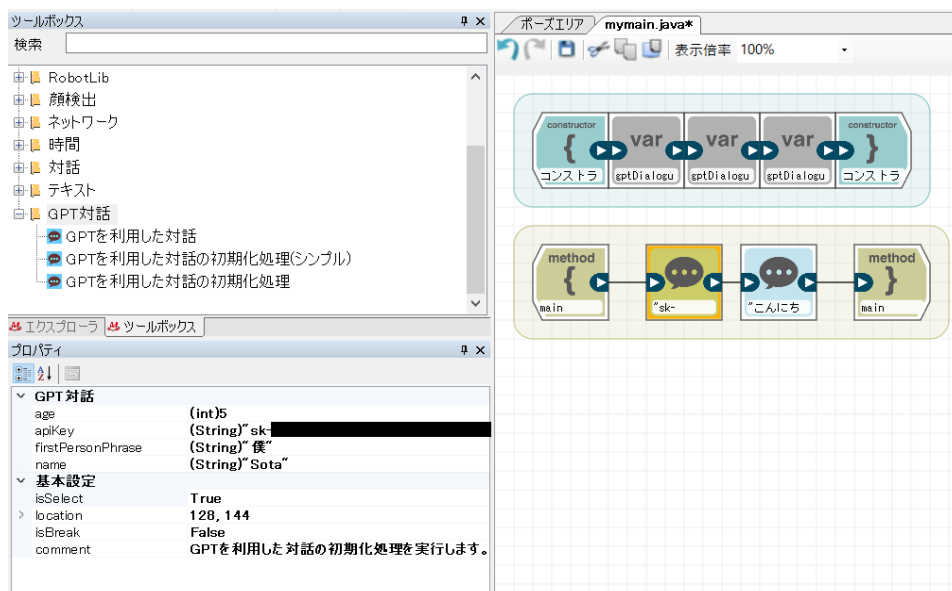 ツールボックス
検索
RobotLib
顔検出
ネットワーク
時間
対話
テキスト
GPT対話
GPTを利用した対話
GPTを利用した対話の初期化処理(シンプル)
GPTを利用した対話の初期化処理
エクスプローラ ツールボックス
プロパティ
GPT対話
age (int)5
apiKey (String)"sk-
firstPersonPhrase (String)"僕"
name (String)"Sota"
基本設定
isSelect True
location 128, 144
isBreak False
comment GPTを利用した対話の初期化処理を実行します。
ポーズエリア mymain.java*
表示倍率 100%
constructor { コンストラ
var gptDialogu
var gptDialogu
var gptDialogu
constructor } コンストラ
method { main
"sk-
"こんにち
method } main